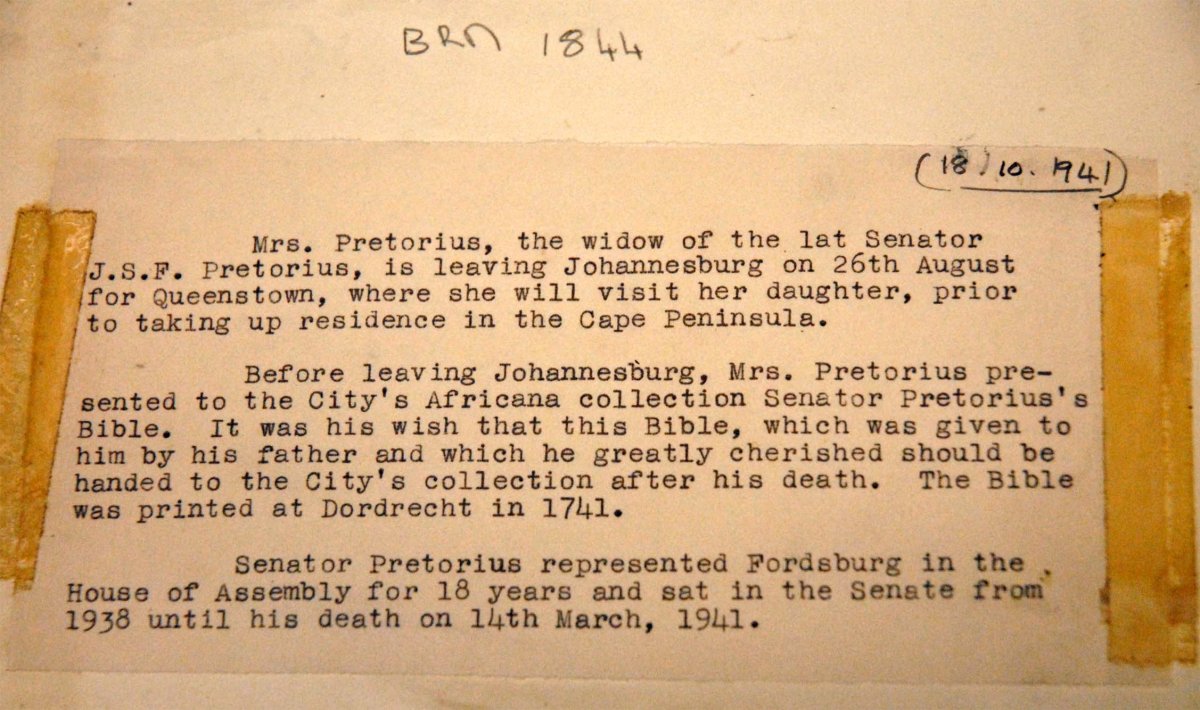 BRM 1844
(18.10.1941)
Mrs. Pretorius, the widow of the lat Senator
J.S.F. Pretorius, is leaving Johannesburg on 26th August
for Queenstown, where she will visit her daughter, prior
to taking up residence in the Cape Peninsula.
Before leaving Johannesburg, Mrs. Pretorius pre-
sented to the City's Africana collection Senator Pretorius's
Bible. It was his wish that this Bible, which was given to
him by his father and which he greatly cherished should be
handed to the City's collection after his death. The Bible
was printed at Dordrecht in 1741.
Senator Pretorius represented Fordsburg in the
House of Assembly for 18 years and sat in the Senate from
1938 until his death on 14th March, 1941.